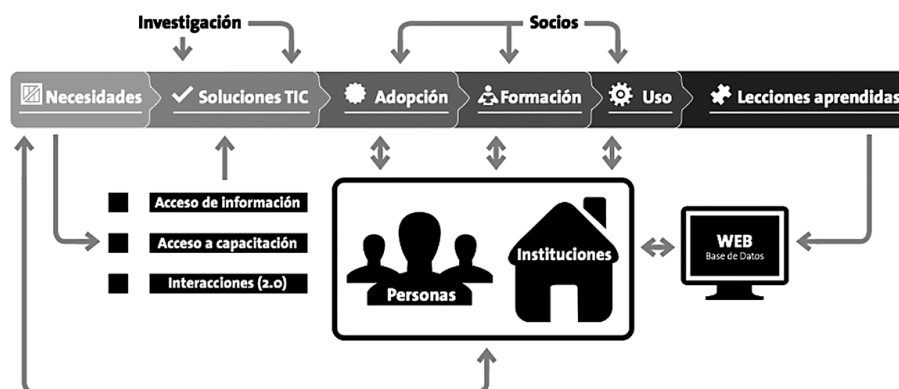 Investigación
Socios
Necesidades
Soluciones TIC
Adopción
Formación
Uso
Lecciones aprendidas
Acceso de información
Acceso a capacitación
Interacciones (2.0)
Personas
Instituciones
WEB
Base de Datos